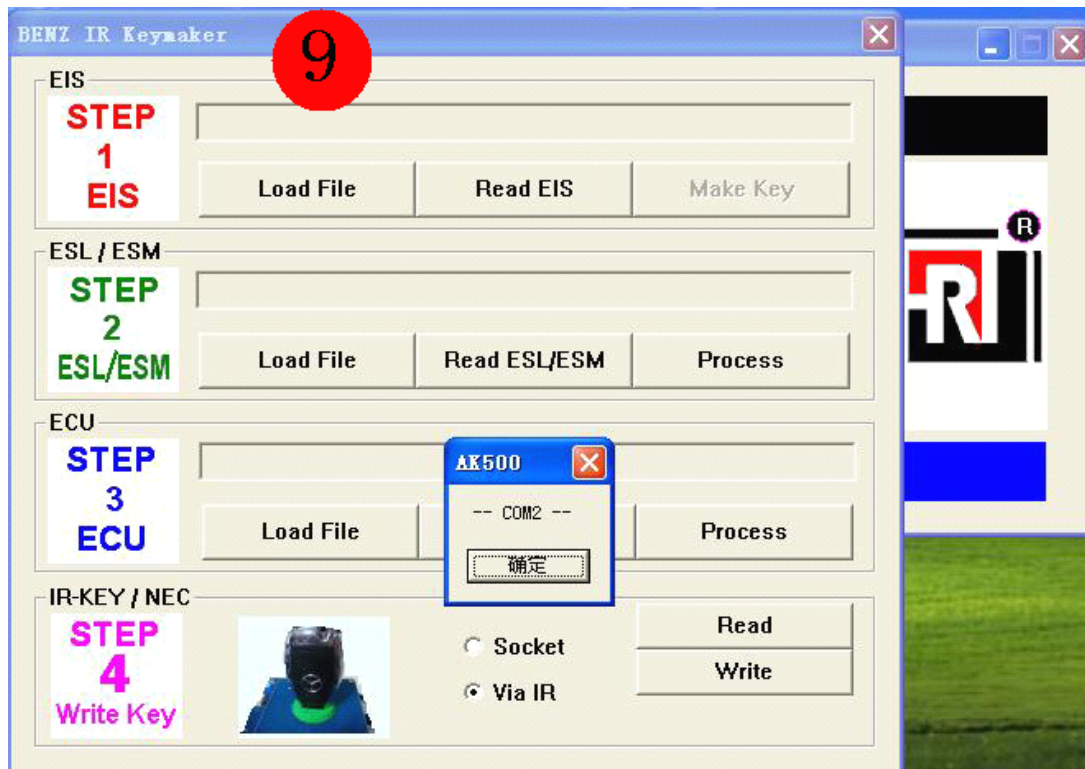 BENZ IR Keymaker
9
EIS
STEP
1
EIS
Load File
Read EIS
Make Key
ESL / ESM
STEP
2
ESL/ESM
Load File
Read ESL/ESM
Process
ECU
STEP
3
ECU
Load File
Process
AK500
-- COM2 --
确定
IR-KEY / NEC
STEP
4
Write Key
Socket
Via IR
Read
Write
R
HR